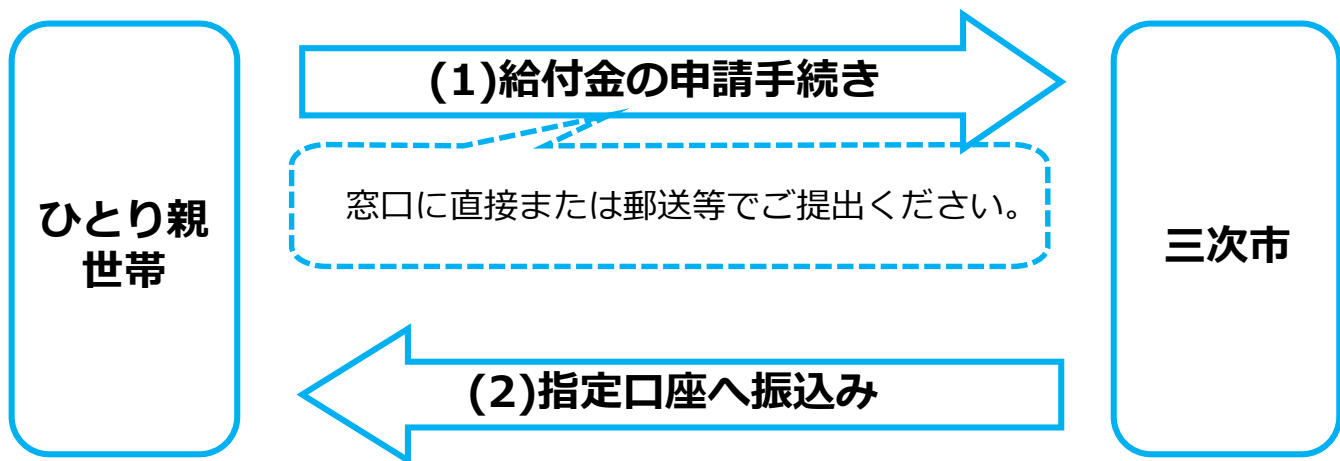 (1)給付金の申請手続き
窓口に直接または郵送等でご提出ください。
ひとり親
世帯
三次市
(2)指定口座へ振込み